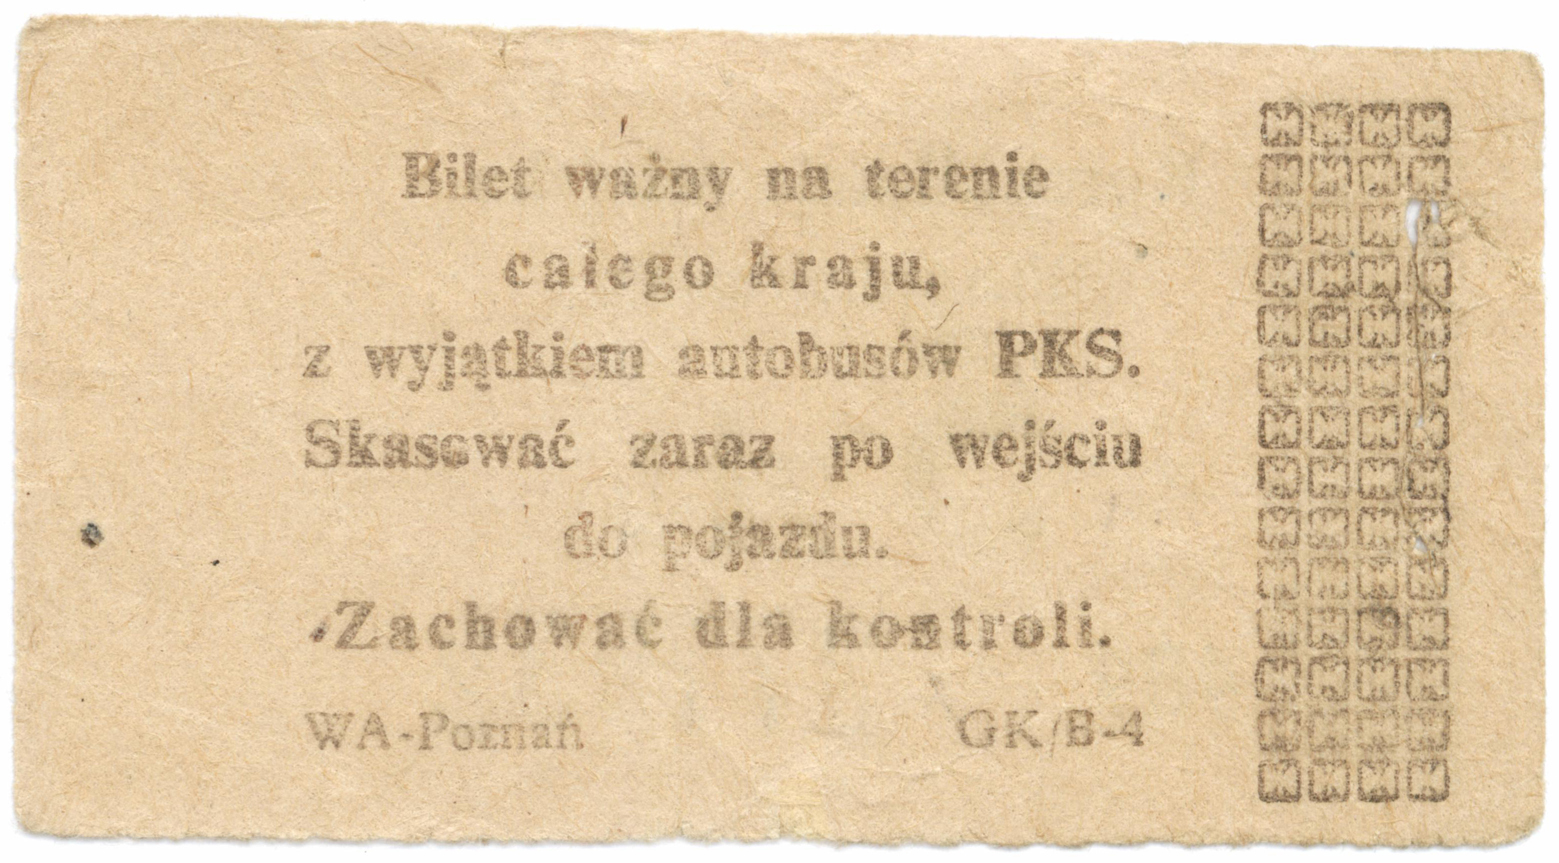 Bilet ważny na terenie
całego kraju,
z wyjątkiem autobusów PKS.
Skasować zaraz po wejściu
do pojazdu.
Zachować dla kontroli.
WA-Poznań GK/B-4